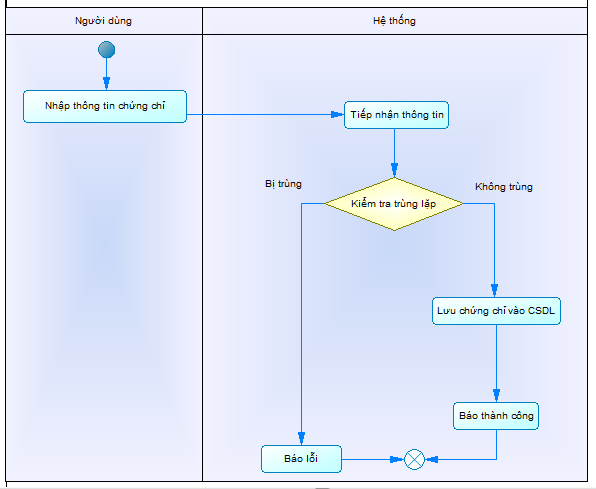 Người dùng
Hệ thống
Nhập thông tin chứng chỉ
Tiếp nhận thông tin
Bị trùng
Không trùng
Kiểm tra trùng lặp
Lưu chứng chỉ vào CSDL
Báo thành công
Báo lỗi